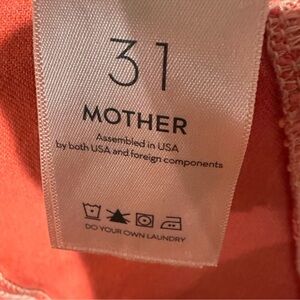 31
MOTHER
Assembled in USA
by both USA and foreign components
DO YOUR OWN LAUNDRY